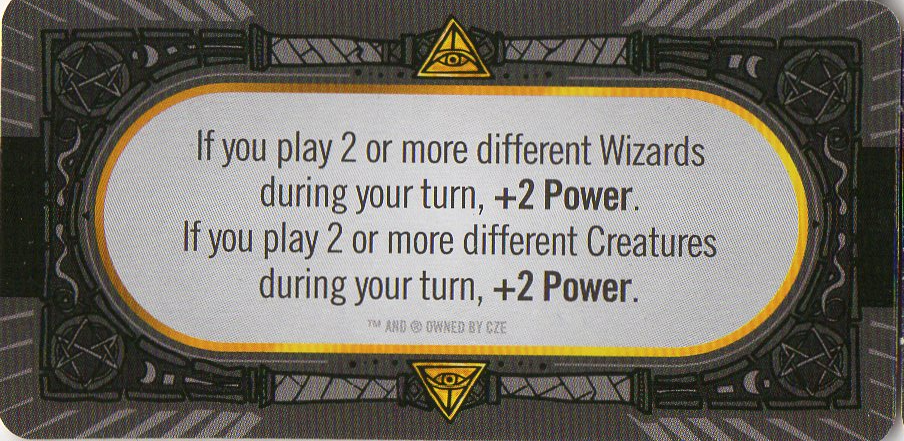 If you play 2 or more different Wizards
during your turn, +2 Power.
If you play 2 or more different Creatures
during your turn, +2 Power.
™ AND ® OWNED BY CZE